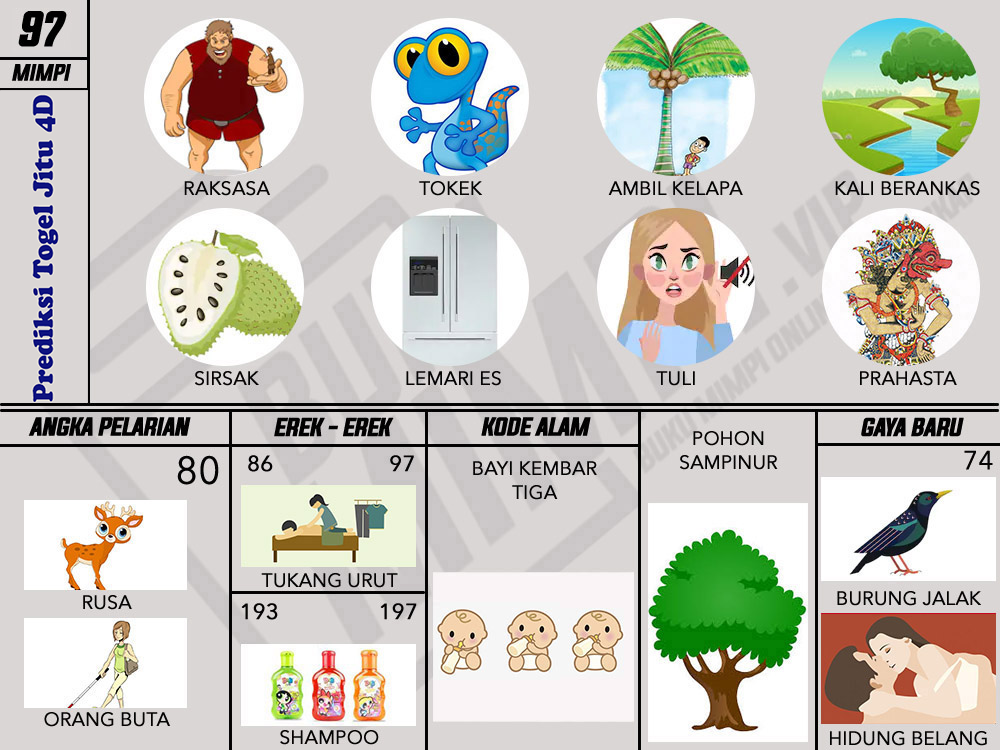 97
MIMPI
Prediksi Togel Jitu 4D
RAKSASA
TOKEK
AMBIL KELAPA
KALI BERANKAS
SIRSAK
LEMARI ES
TULI
PRAHASTA
ANGKA PELARIAN
80
RUSA
ORANG BUTA
EREK - EREK
86 97
TUKANG URUT
193 197
SHAMPOO
KODE ALAM
BAYI KEMBAR
TIGA
POHON
SAMPINUR
GAYA BARU
74
BURUNG JALAK
HIDUNG BELANG